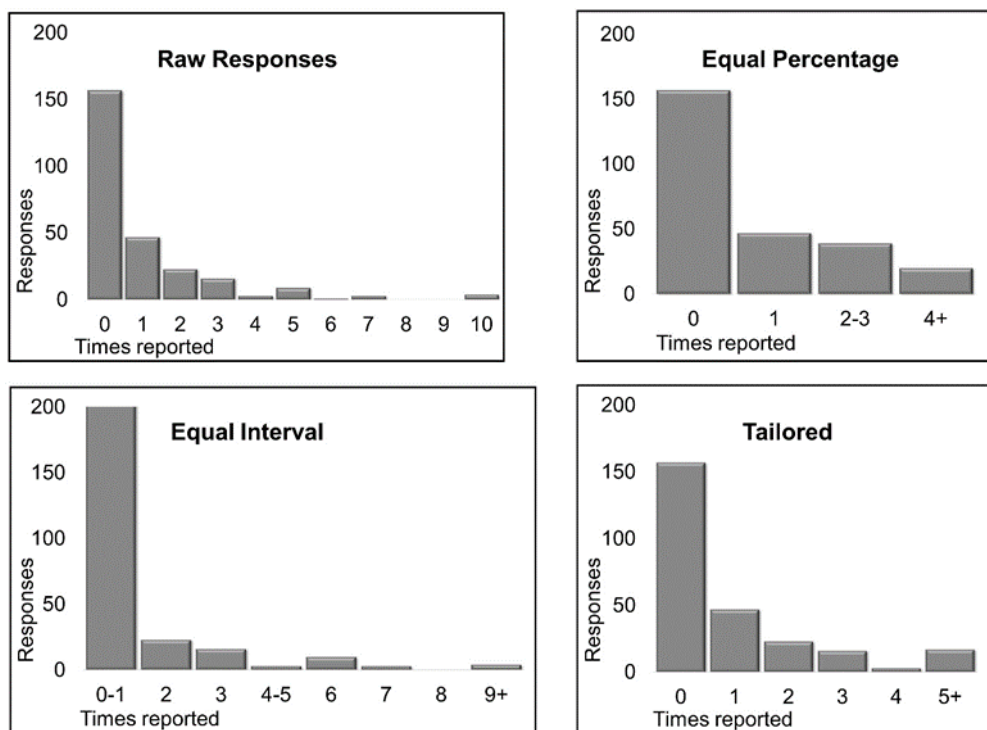 Raw Responses
200
150
100
50
0
Responses
0 1 2 3 4 5 6 7 8 9 10
Times reported
Equal Percentage
200
150
100
50
0
Responses
0 1 2-3 4+
Times reported
Equal Interval
200
150
100
50
0
Responses
0-1 2 3 4-5 6 7 8 9+
Times reported
Tailored
200
150
100
50
0
Responses
0 1 2 3 4 5+
Times reported